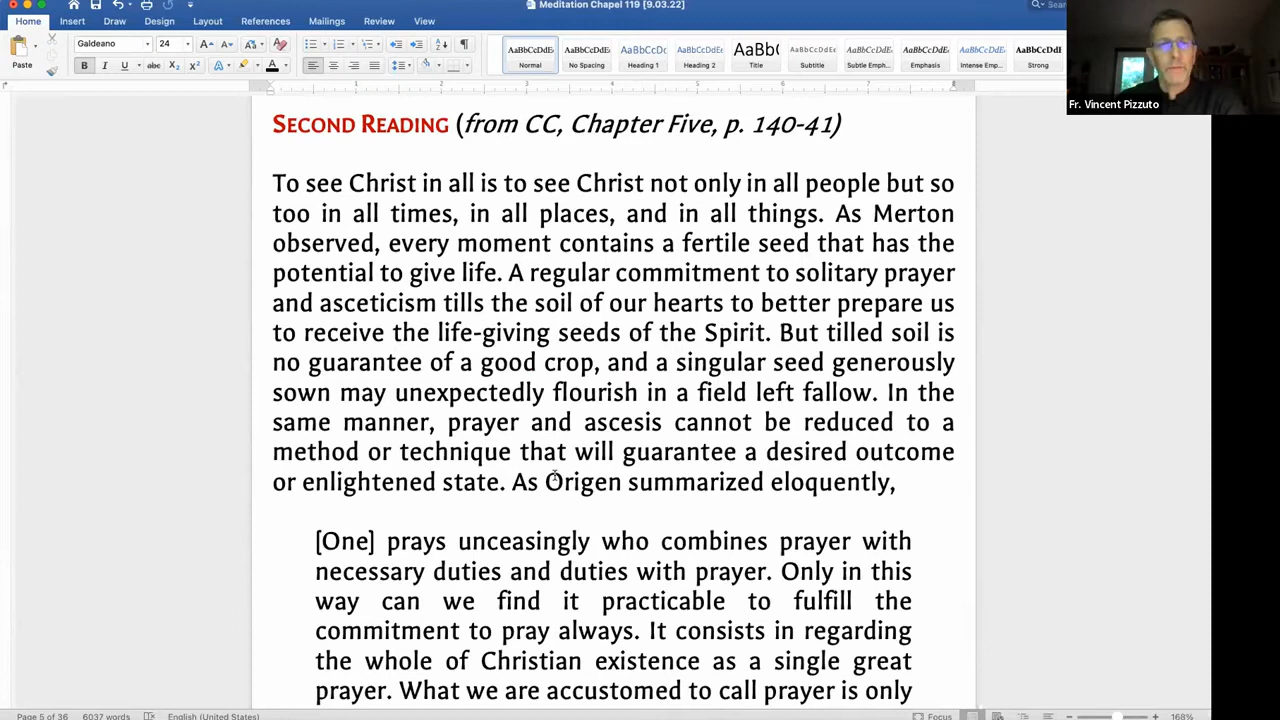 Meditation Chapel 119 [9.03.22]
Home Insert Draw Design Layout References Mailings Review View
Paste
Galdeano 24
AaBbCcDdEe AaBbCcDdEe AaBbCcDc AaBbCcDdEe AaBbC AaBbCcDdEe AaBbCcDdEe AaBbCcDdEe AaBbCcDdEe AaBbCcDdEe
Normal No Spacing Heading 1 Heading 2 Title Subtitle Subtle Emph... Emphasis Intense Emp... Strong
Fr. Vincent Pizzuto
SECOND READING (from CC, Chapter Five, p. 140-41)
To see Christ in all is to see Christ not only in all people but so
too in all times, in all places, and in all things. As Merton
observed, every moment contains a fertile seed that has the
potential to give life. A regular commitment to solitary prayer
and asceticism tills the soil of our hearts to better prepare us
to receive the life-giving seeds of the Spirit. But tilled soil is
no guarantee of a good crop, and a singular seed generously
sown may unexpectedly flourish in a field left fallow. In the
same manner, prayer and ascesis cannot be reduced to a
method or technique that will guarantee a desired outcome
or enlightened state. As Origen summarized eloquently,
[One] prays unceasingly who combines prayer with
necessary duties and duties with prayer. Only in this
way can we find it practicable to fulfill the
commitment to pray always. It consists in regarding
the whole of Christian existence as a single great
prayer. What we are accustomed to call prayer is only
Page 5 of 36 6037 words English (United States) Focus 168%